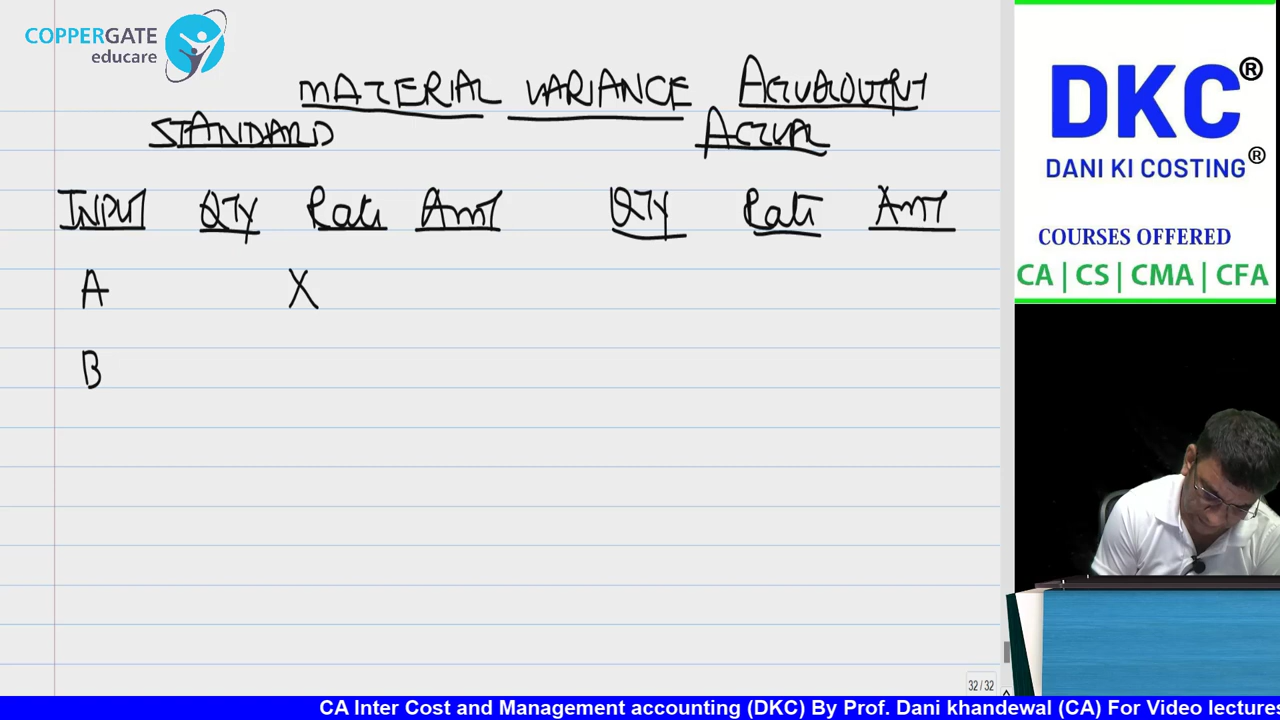 COPPERGATE
educare
MATERIAL VARIANCE
STANDARD ACTUAL
INPUT QTY Rate Amt QTY Rate Amt
A X
B
32 / 32
DKC®
DANI KI COSTING®
COURSES OFFERED
CA | CS | CMA | CFA
CA Inter Cost and Management accounting (DKC) By Prof. Dani khandewal (CA) For Video lectures